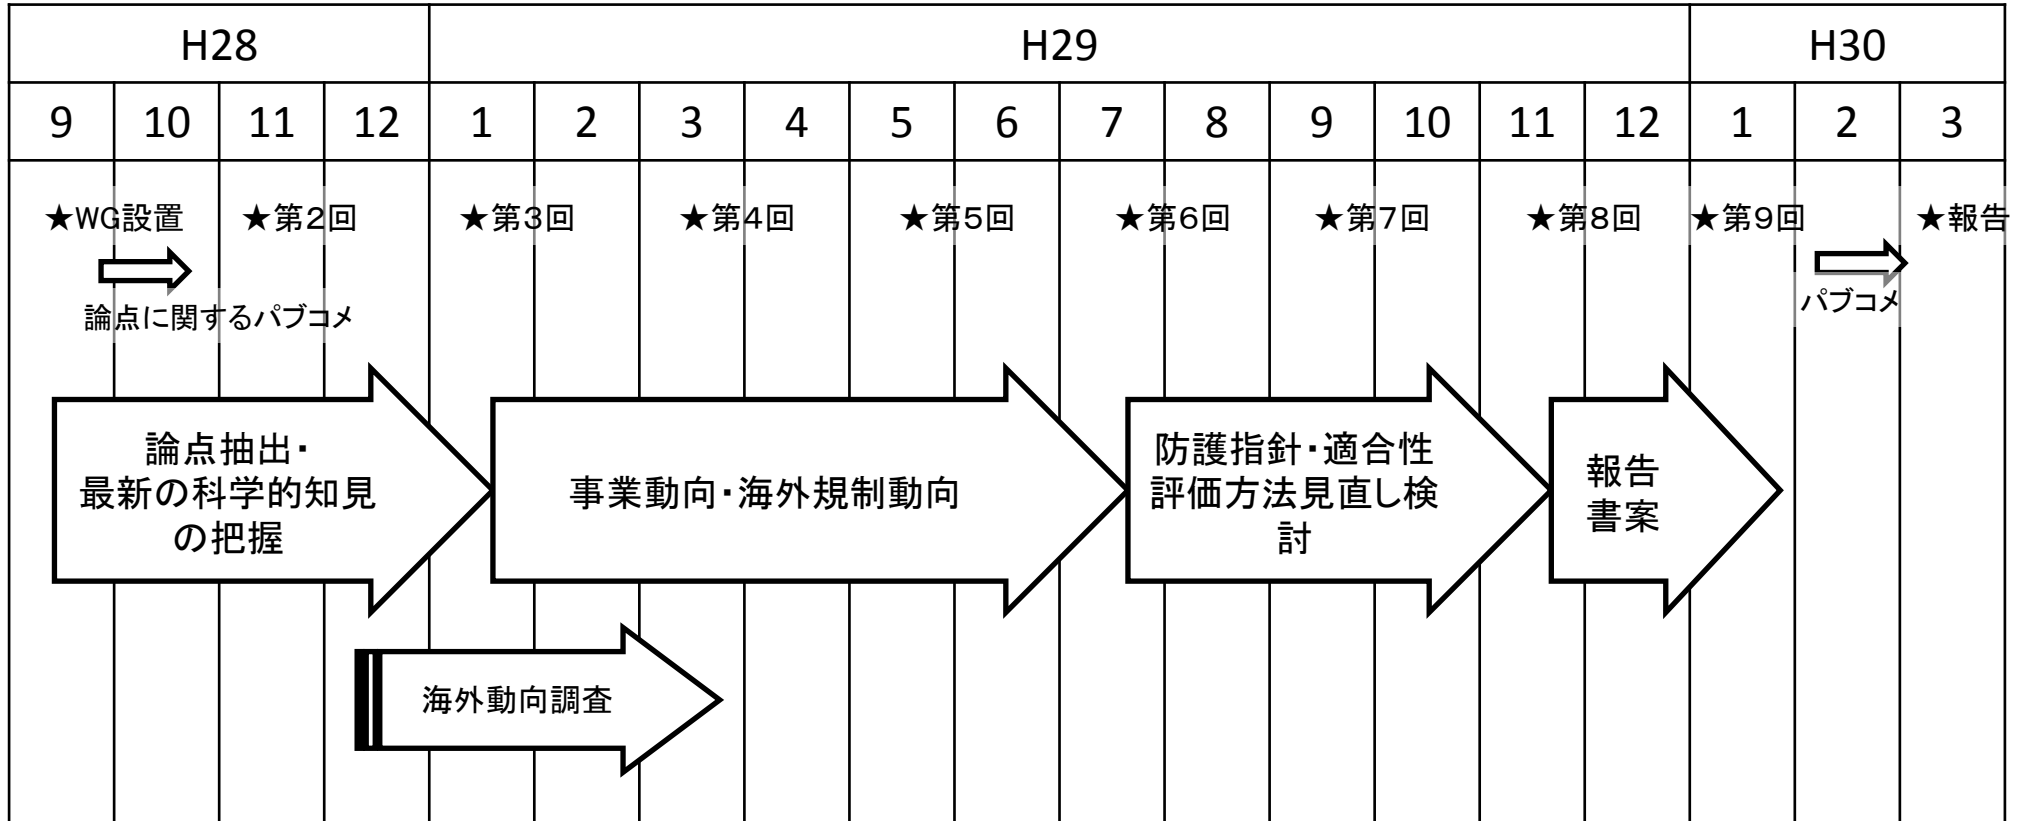 H28 H29 H30
9 10 11 12 1 2 3 4 5 6 7 8 9 10 11 12 1 2 3
★WG設置 ★第2回 ★第3回 ★第4回 ★第5回 ★第6回 ★第7回 ★第8回 ★第9回 ★報告
論点に関するパブコメ
パブコメ
論点抽出・
最新の科学的知見
の把握
事業動向・海外規制動向
防護指針・適合性
評価方法見直し検
討
報告
書案
海外動向調査